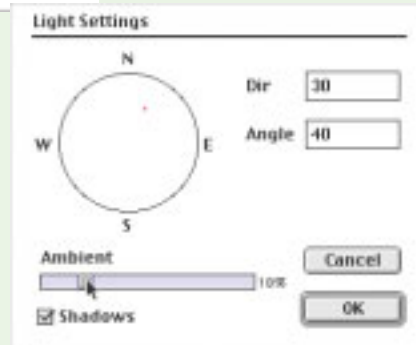 Light Settings
N
Dir 30
W E
Angle 40
S
Ambient
10%
Cancel
Shadows
OK